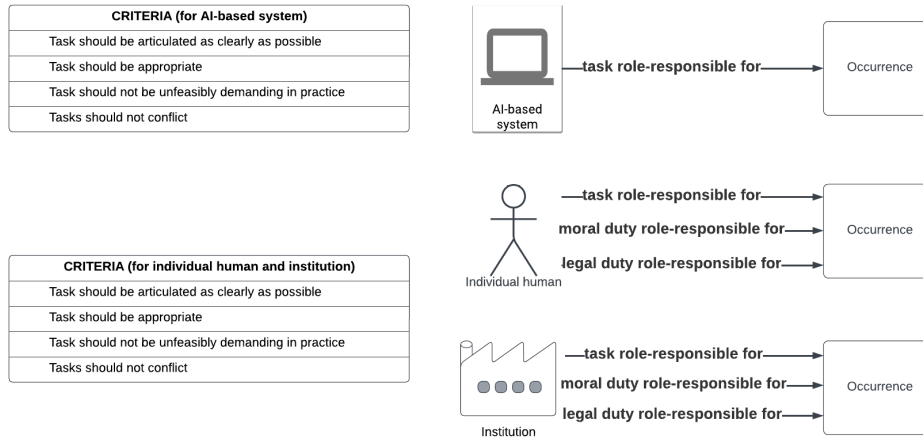 CRITERIA (for AI-based system)
Task should be articulated as clearly as possible
Task should be appropriate
Task should not be unfeasibly demanding in practice
Tasks should not conflict
task role-responsible for
Occurrence
AI-based
system
CRITERIA (for individual human and institution)
Task should be articulated as clearly as possible
Task should be appropriate
Task should not be unfeasibly demanding in practice
Tasks should not conflict
task role-responsible for
moral duty role-responsible for
legal duty role-responsible for
Occurrence
Individual human
task role-responsible for
moral duty role-responsible for
legal duty role-responsible for
Occurrence
Institution